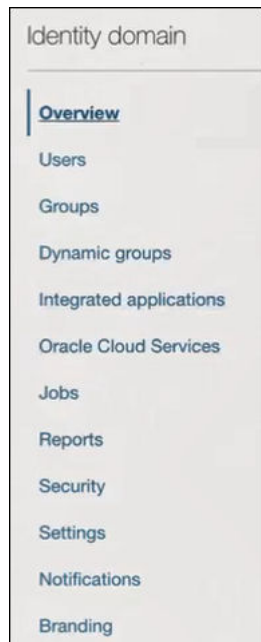 Identity domain
Overview
Users
Groups
Dynamic groups
Integrated applications
Oracle Cloud Services
Jobs
Reports
Security
Settings
Notifications
Branding